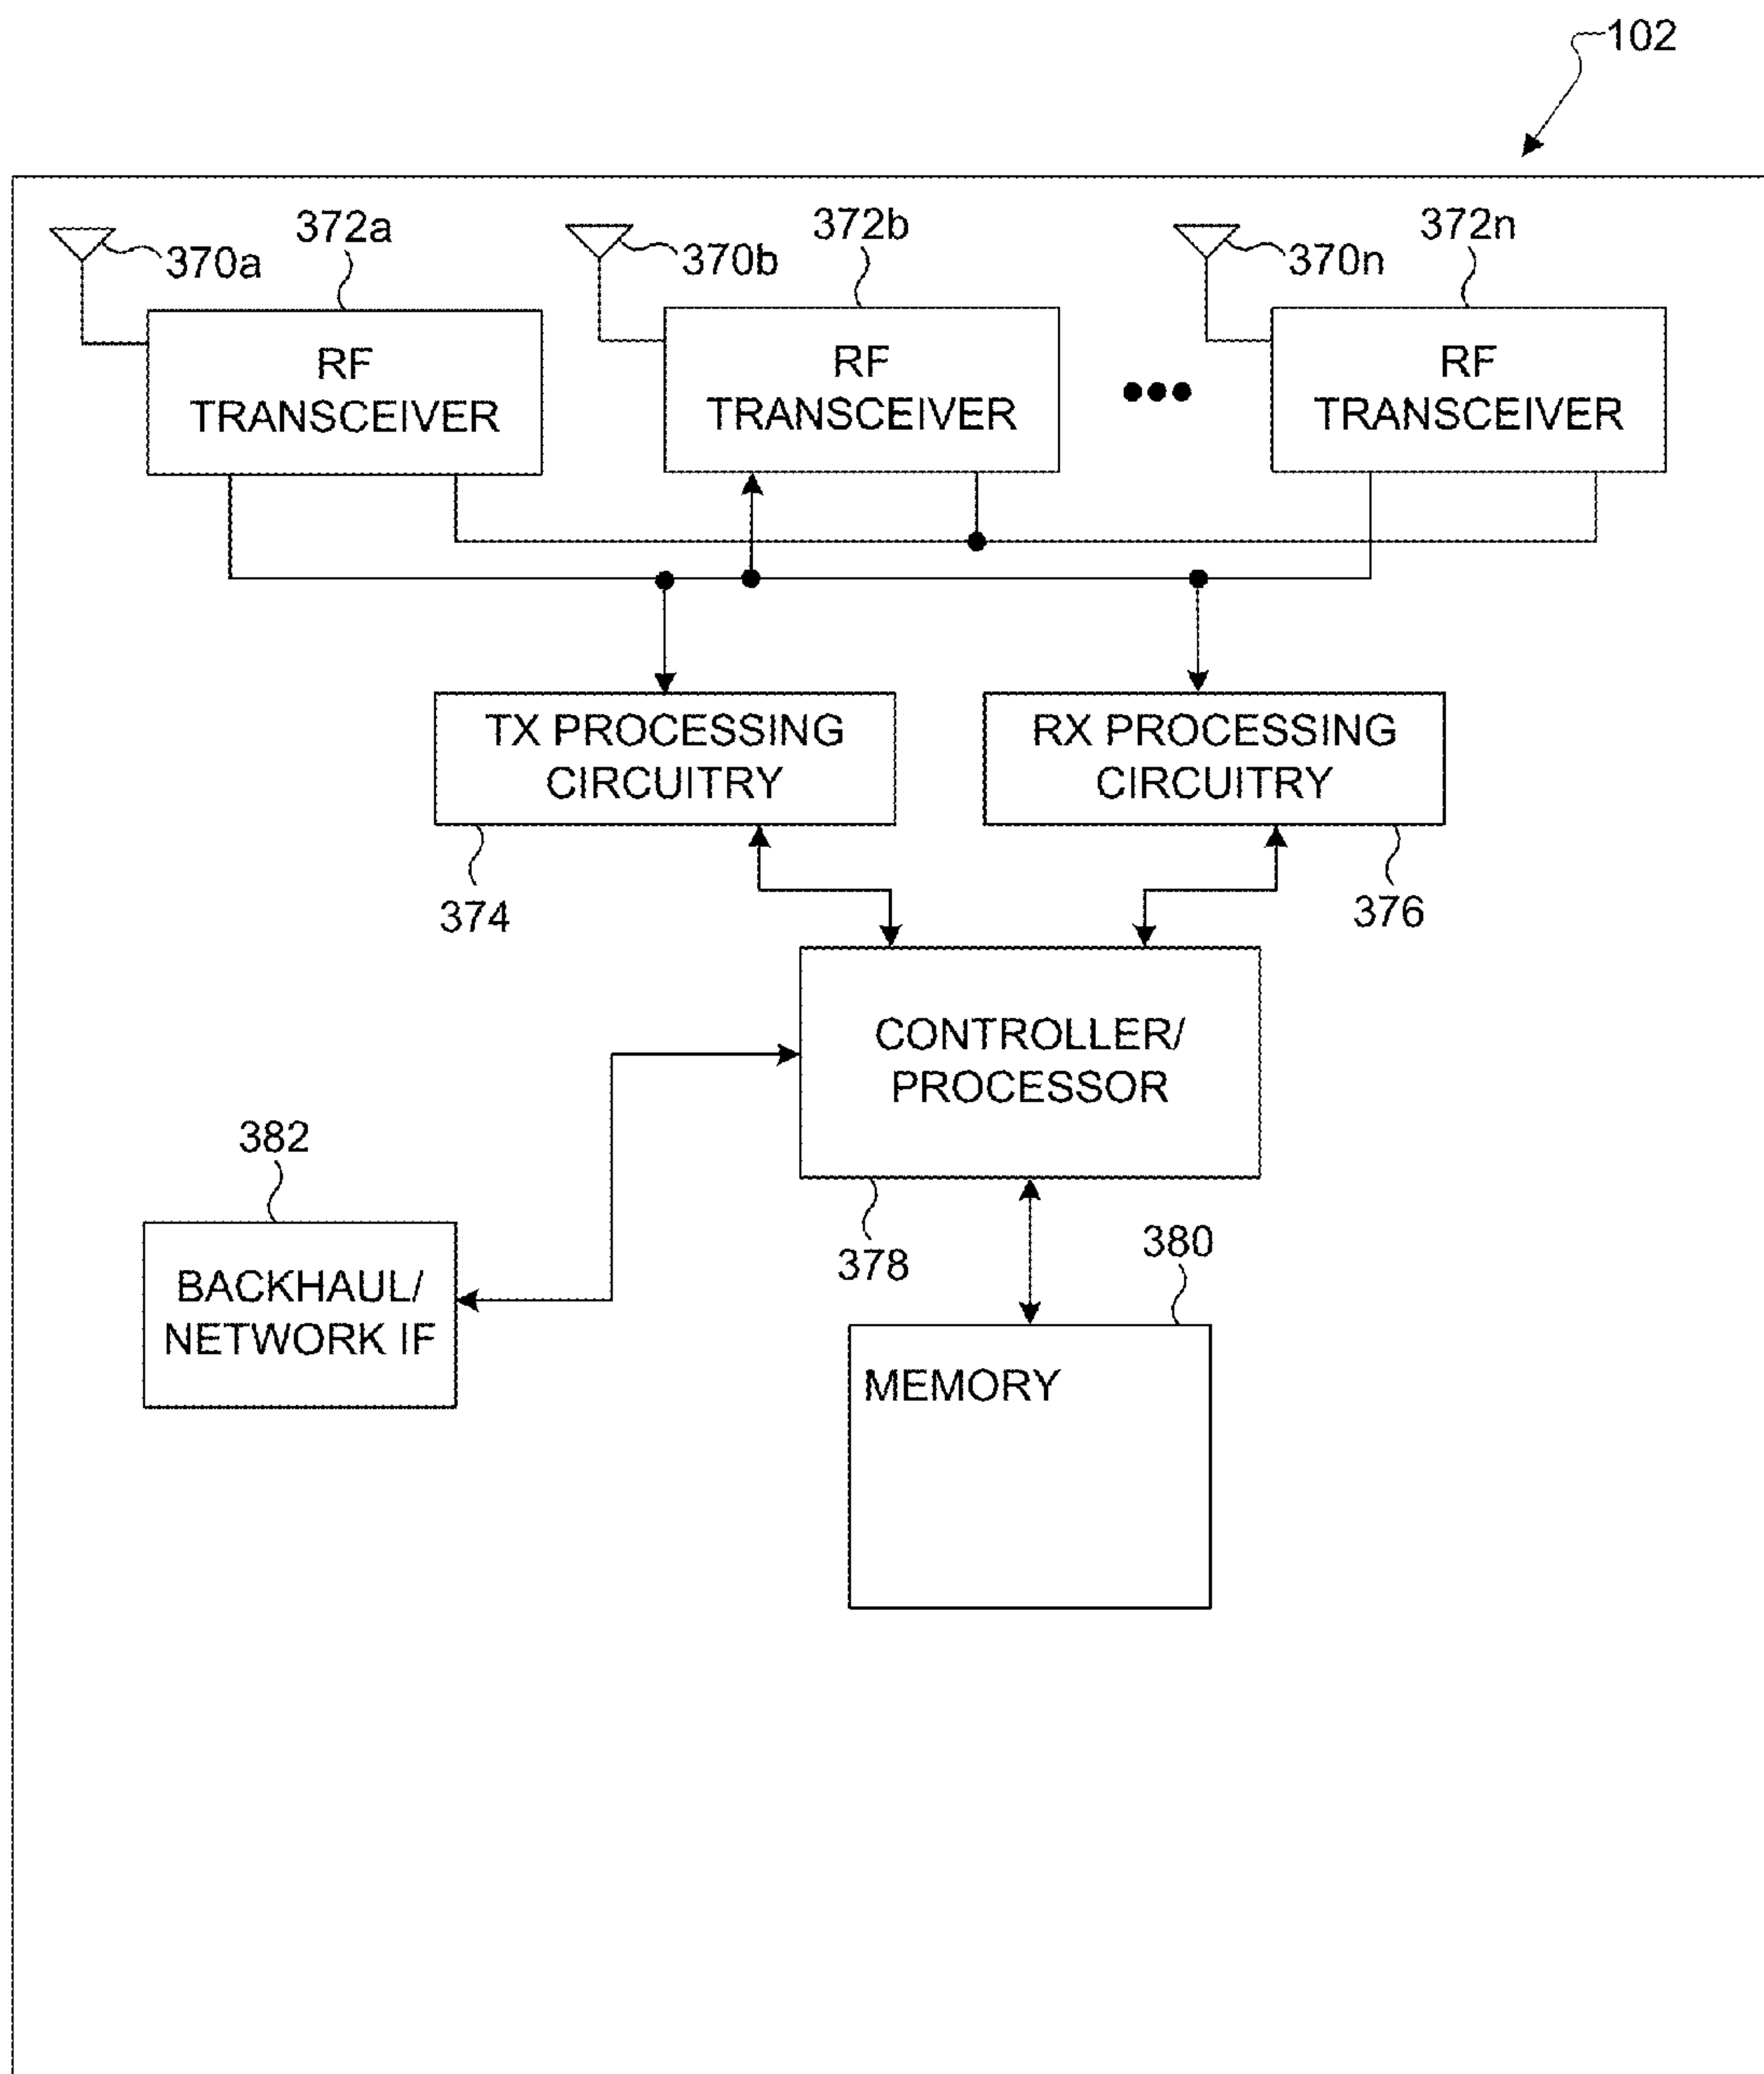 102
372a
372b
372n
370a
370b
370n
RF
TRANSCEIVER
RF
TRANSCEIVER
RF
TRANSCEIVER
TX PROCESSING
CIRCUITRY
RX PROCESSING
CIRCUITRY
374
376
CONTROLLER/
PROCESSOR
382
378
380
BACKHAUL/
NETWORK IF
MEMORY